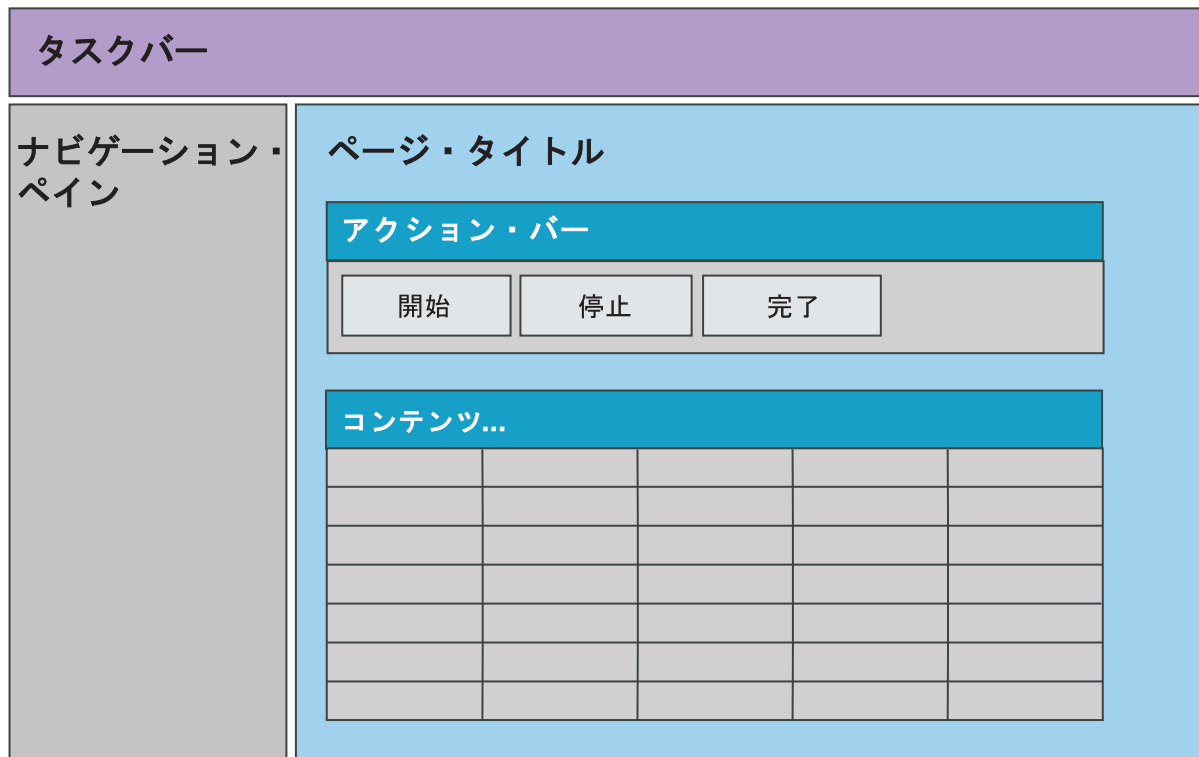 タスクバー
ナビゲーション・
ペイン
ページ・タイトル
アクション・バー
開始
停止
完了
コンテンツ...